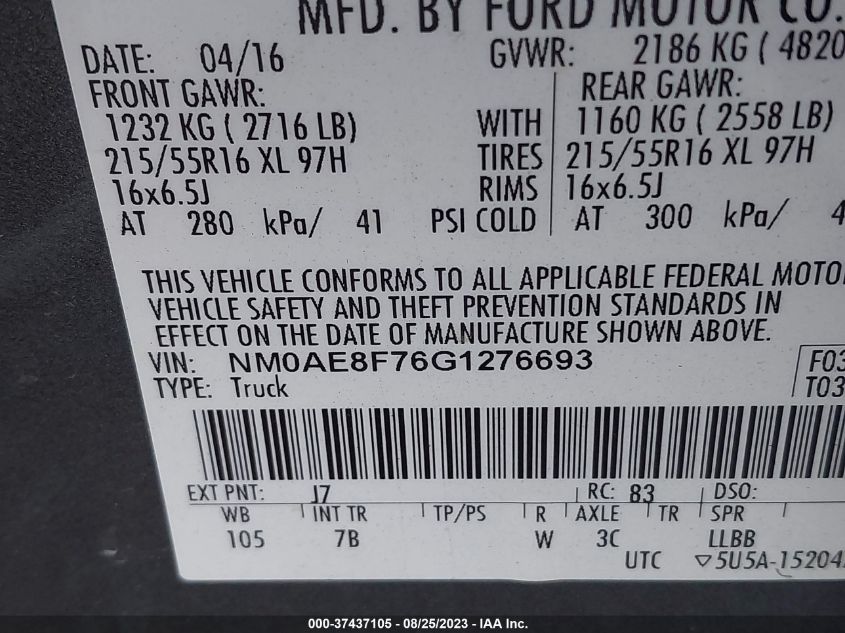 MFD. BY FORD MOTOR CO.
DATE: 04/16 GVWR: 2186 KG ( 4820
FRONT GAWR: REAR GAWR:
1232 KG ( 2716 LB) WITH 1160 KG ( 2558 LB)
215/55R16 XL 97H TIRES 215/55R16 XL 97H
16x6.5J RIMS 16x6.5J
AT 280 kPa/ 41 PSI COLD AT 300 kPa/ 4
THIS VEHICLE CONFORMS TO ALL APPLICABLE FEDERAL MOTOR
VEHICLE SAFETY AND THEFT PREVENTION STANDARDS IN
EFFECT ON THE DATE OF MANUFACTURE SHOWN ABOVE.
VIN: NM0AE8F76G1276693 F03
TYPE: Truck T03
EXT PNT: J7 RC: 83 DSO:
WB INT TR TP/PS R AXLE TR SPR
105 7B W 3C LLBB
UTC ▽5U5A-15204
000-37437105 - 08/25/2023 - IAA Inc.